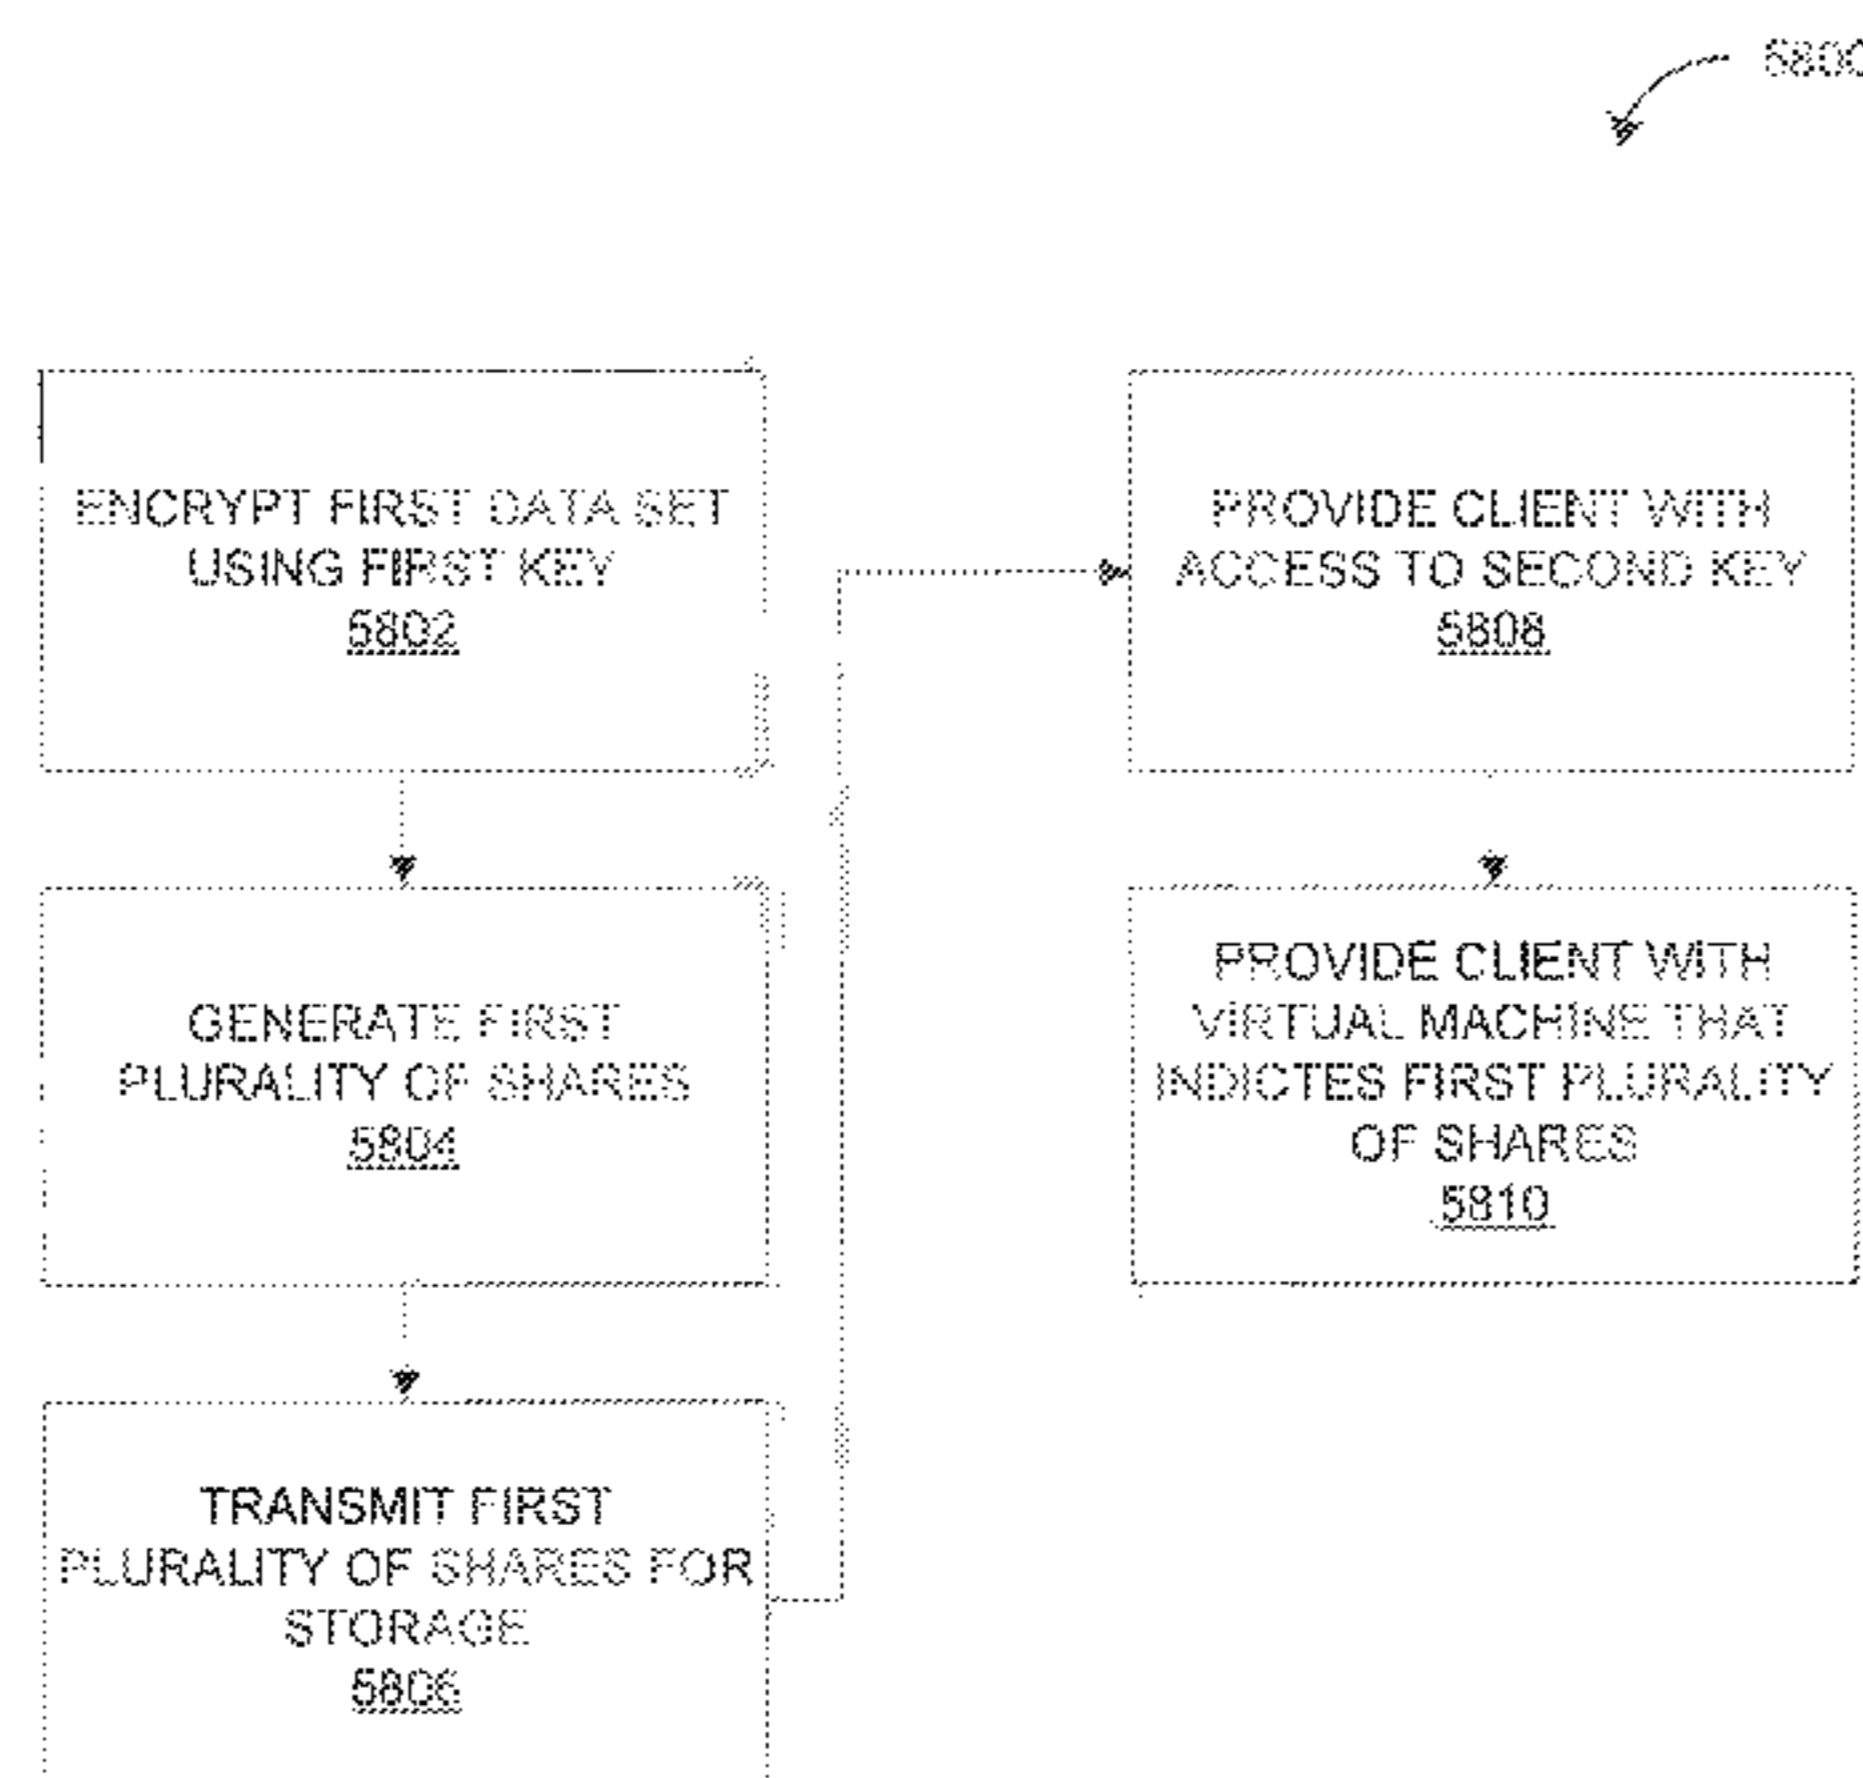 5800
ENCRYPT FIRST DATA SET
USING FIRST KEY
5802
GENERATE FIRST
PLURALITY OF SHARES
5804
TRANSMIT FIRST
PLURALITY OF SHARES FOR
STORAGE
5806
PROVIDE CLIENT WITH
ACCESS TO SECOND KEY
5808
PROVIDE CLIENT WITH
VIRTUAL MACHINE THAT
INDICTES FIRST PLURALITY
OF SHARES
5810